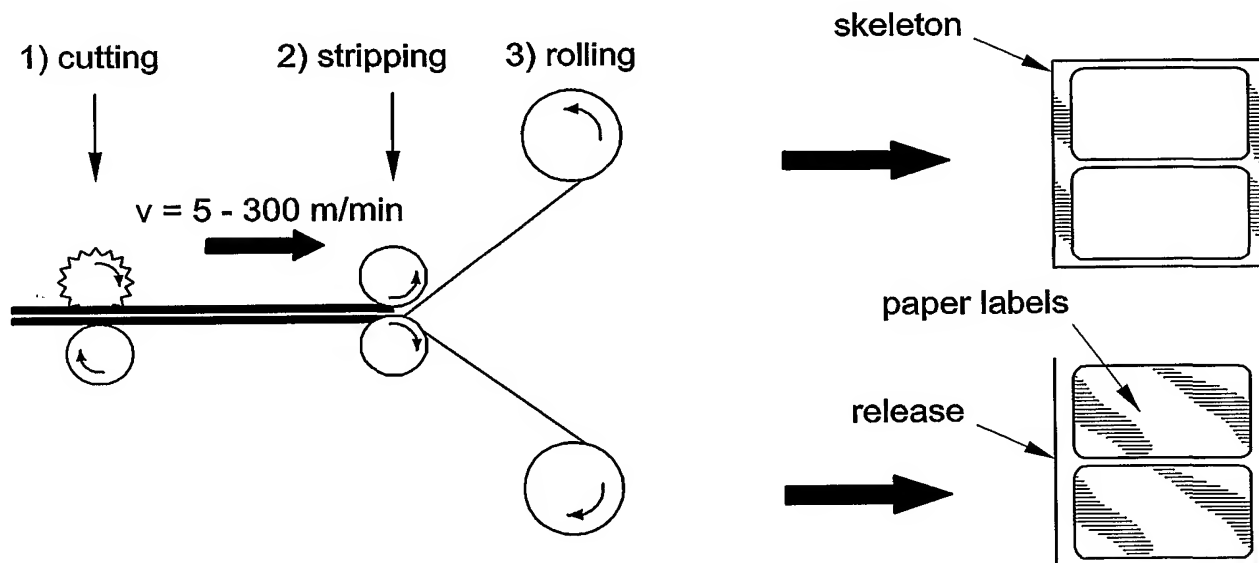 1) cutting
2) stripping
3) rolling
v = 5 - 300 m/min
skeleton
paper labels
release